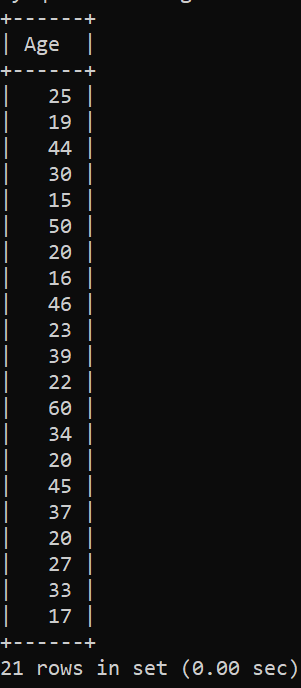 +------+
| Age  |
+------+
|   25 |
|   19 |
|   44 |
|   30 |
|   15 |
|   50 |
|   20 |
|   16 |
|   46 |
|   23 |
|   39 |
|   22 |
|   60 |
|   34 |
|   20 |
|   45 |
|   37 |
|   20 |
|   27 |
|   33 |
|   17 |
+------+
21 rows in set (0.00 sec)